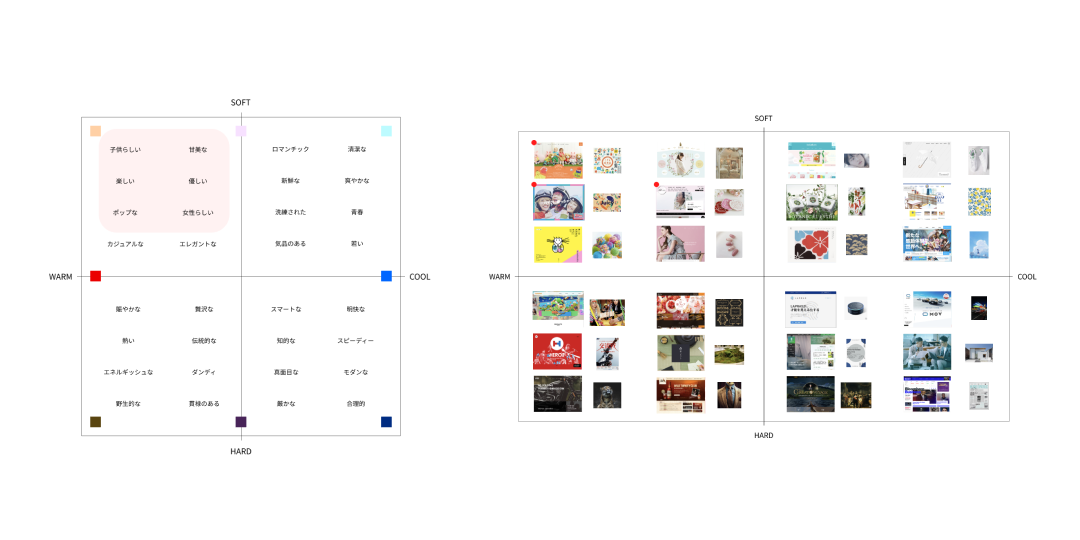 SOFT
子供らしい 甘美な ロマンチック 清潔な
楽しい 優しい 新鮮な 爽やかな
ポップな 女性らしい 洗練された 青春
カジュアルな エレガントな 気品のある 若い
WARM COOL
賑やかな 贅沢な スマートな 明快な
熱い 伝統的な 知的な スピーディー
エネルギッシュな ダンディ 真面目な モダンな
野生的な 貫禄のある 厳かな 合理的
HARD
SOFT
WARM COOL
HARD